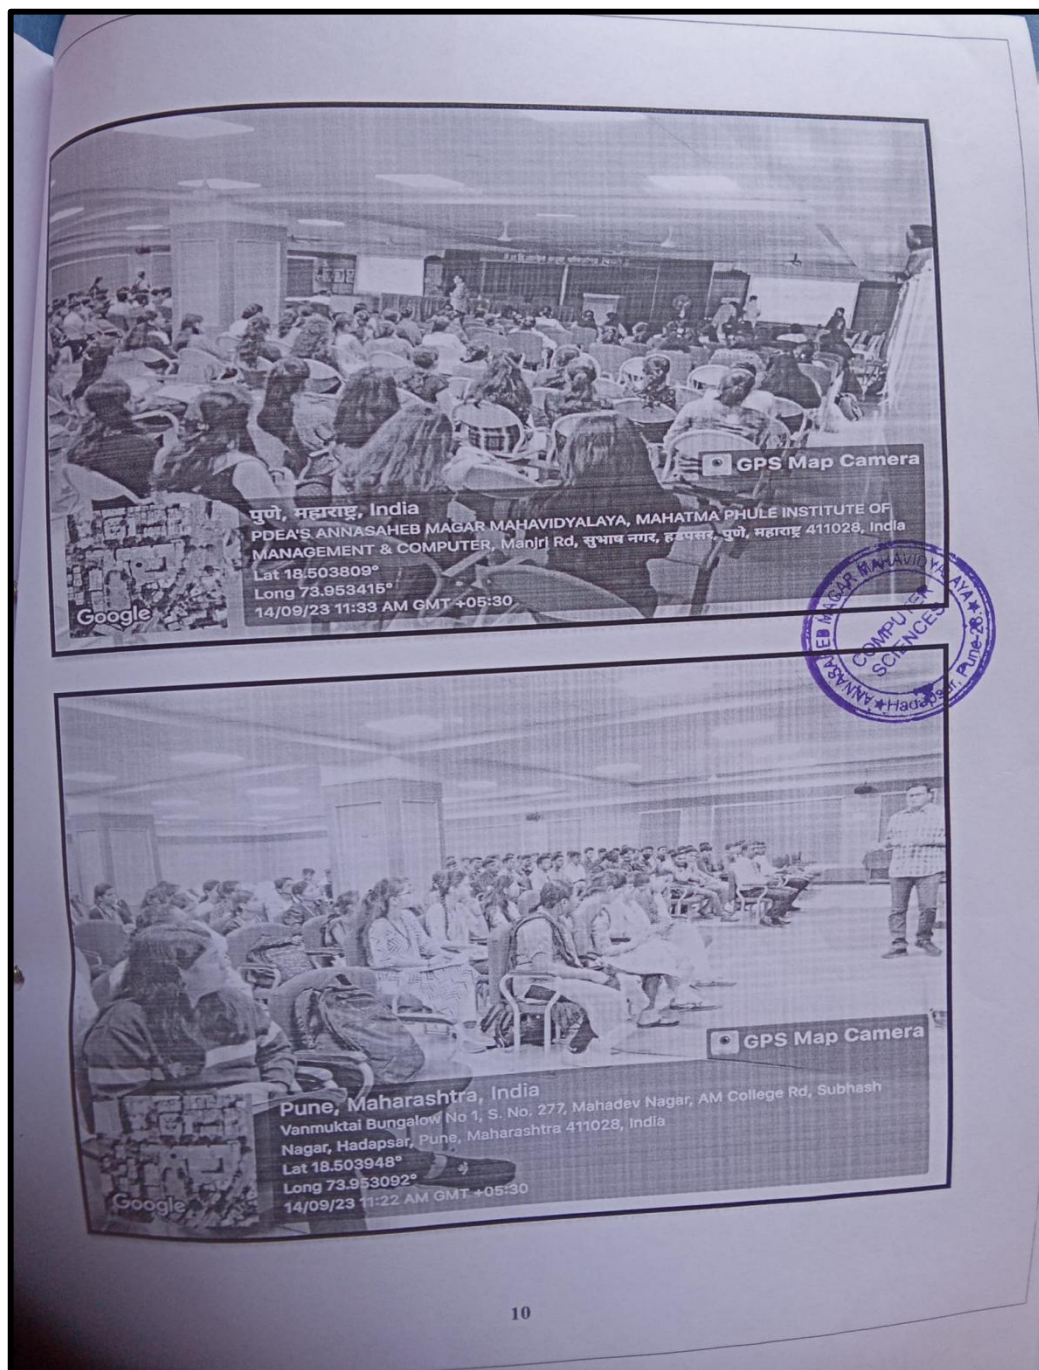 GPS Map Camera
पुणे, महाराष्ट्र, India
PDEA'S ANNASAHEB MAGAR MAHAVIDYALAYA, MAHATMA PHULE INSTITUTE OF
MANAGEMENT & COMPUTER, Manjri Rd, सुभाष नगर, हडपसर, पुणे, महाराष्ट्र 411028, India
Lat 18.503809°
Long 73.953415°
14/09/23 11:33 AM GMT +05:30
Google
ANNASAHEB MAGAR MAHAVIDYALAYA
COMPUTER
SCIENCES
Hadapsar, Pune-28
GPS Map Camera
Pune, Maharashtra, India
Vanmuktai Bungalow No 1, S. No. 277, Mahadev Nagar, AM College Rd, Subhash
Nagar, Hadapsar, Pune, Maharashtra 411028, India
Lat 18.503948°
Long 73.953092°
14/09/23 11:22 AM GMT +05:30
Google
10